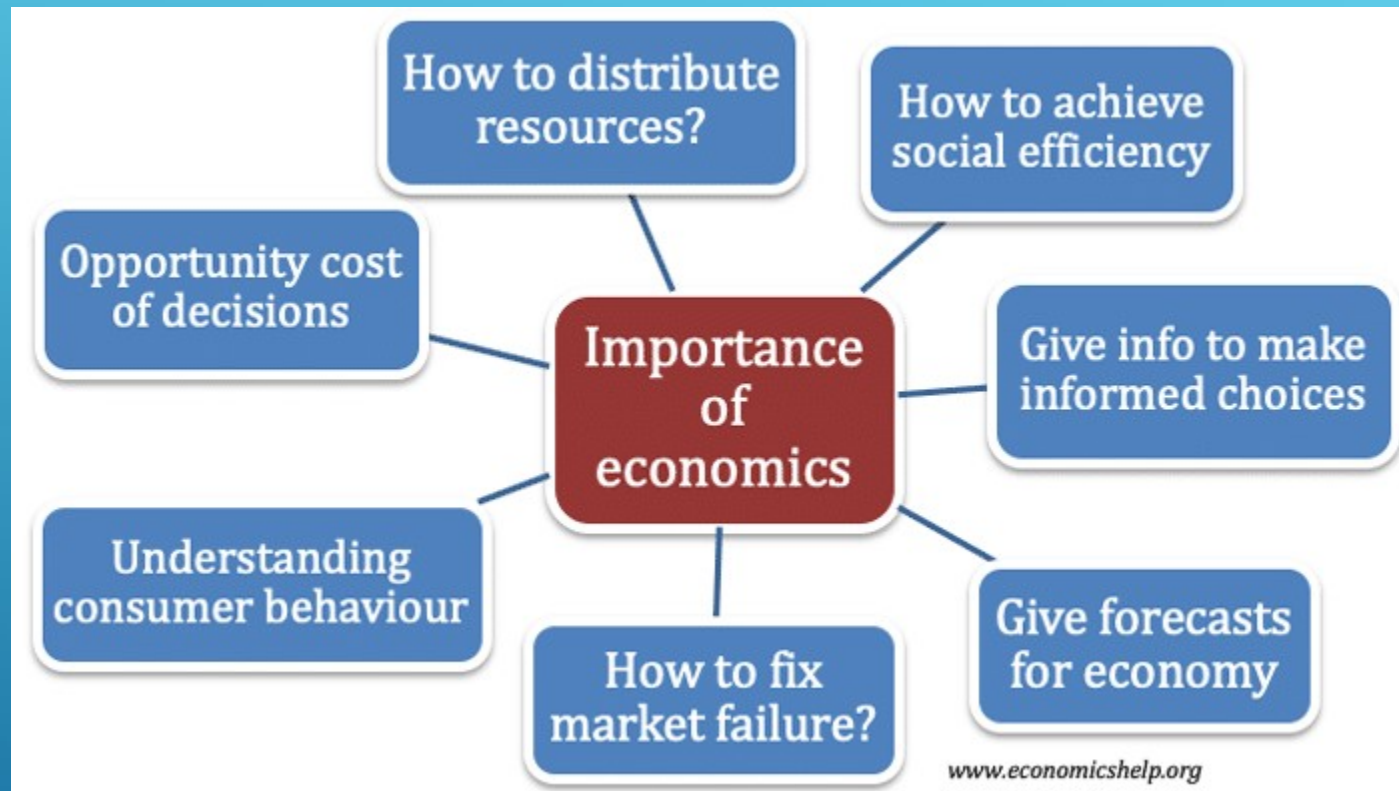 How to distribute
resources?
How to achieve
social efficiency
Opportunity cost
of decisions
Importance
of
economics
Give info to make
informed choices
Understanding
consumer behaviour
How to fix
market failure?
Give forecasts
for economy
www.economicshelp.org